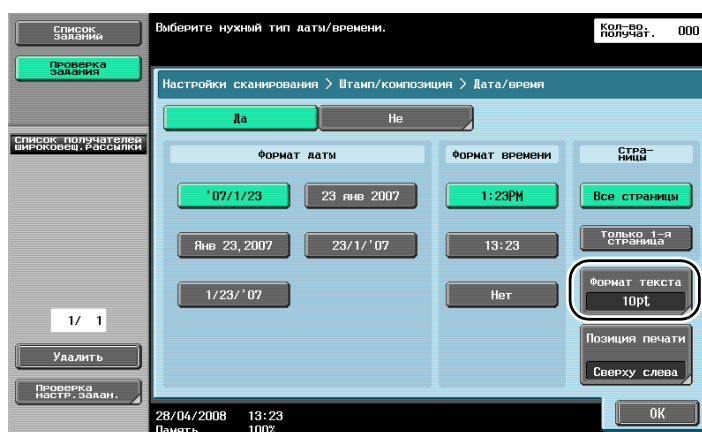 Список
заданий
Выберите нужный тип даты/времени.
Кол-во.
получат.
000
Проверка
задания
Настройки сканирования > Штамп/композиция > Дата/время
Да
Не
Список получателей
широковещ.рассылки
Формат даты
Формат времени
Стра-
ницы
'07/1/23
23 янв 2007
1:23PM
Все страницы
Янв 23,2007
23/1/'07
13:23
Только 1-я
страница
1/23/'07
Нет
Формат текста
10pt
1/ 1
Позиция печати
Сверху слева
Удалить
Проверка
настр.задан.
28/04/2008 13:23
Память 100%
OK